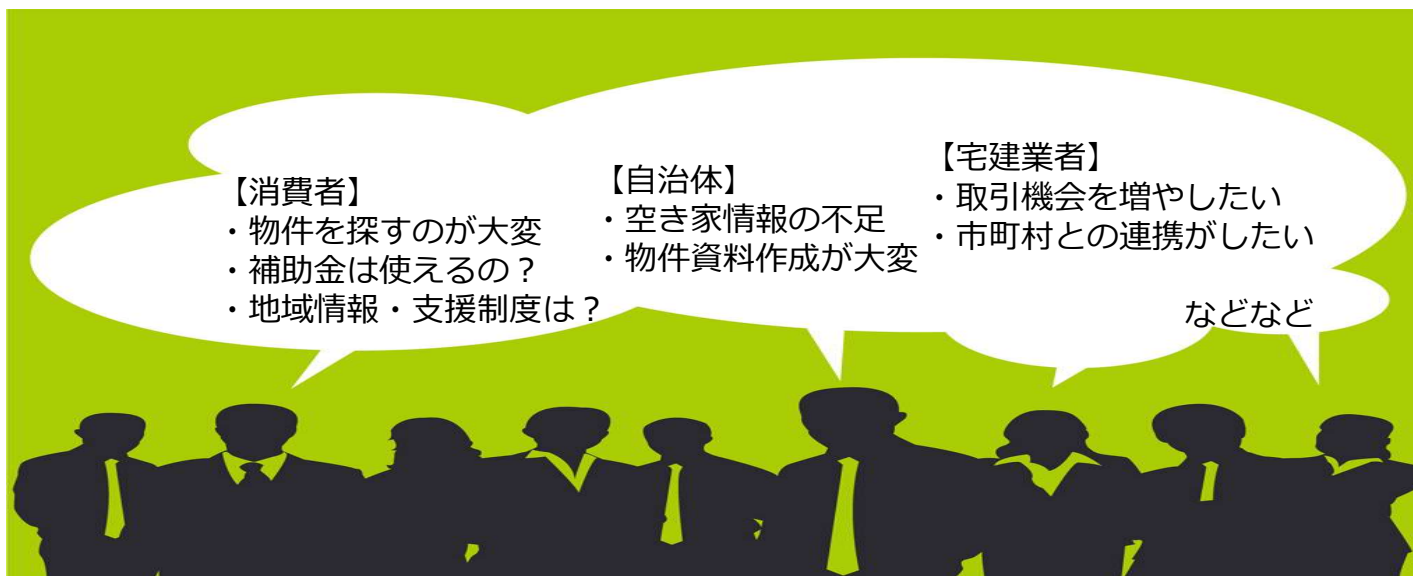 【消費者】
・物件を探すのが大変
・補助金は使えるの？
・地域情報・支援制度は？
【自治体】
・空き家情報の不足
・物件資料作成が大変
【宅建業者】
・取引機会を増やしたい
・市町村との連携がしたい
などなど